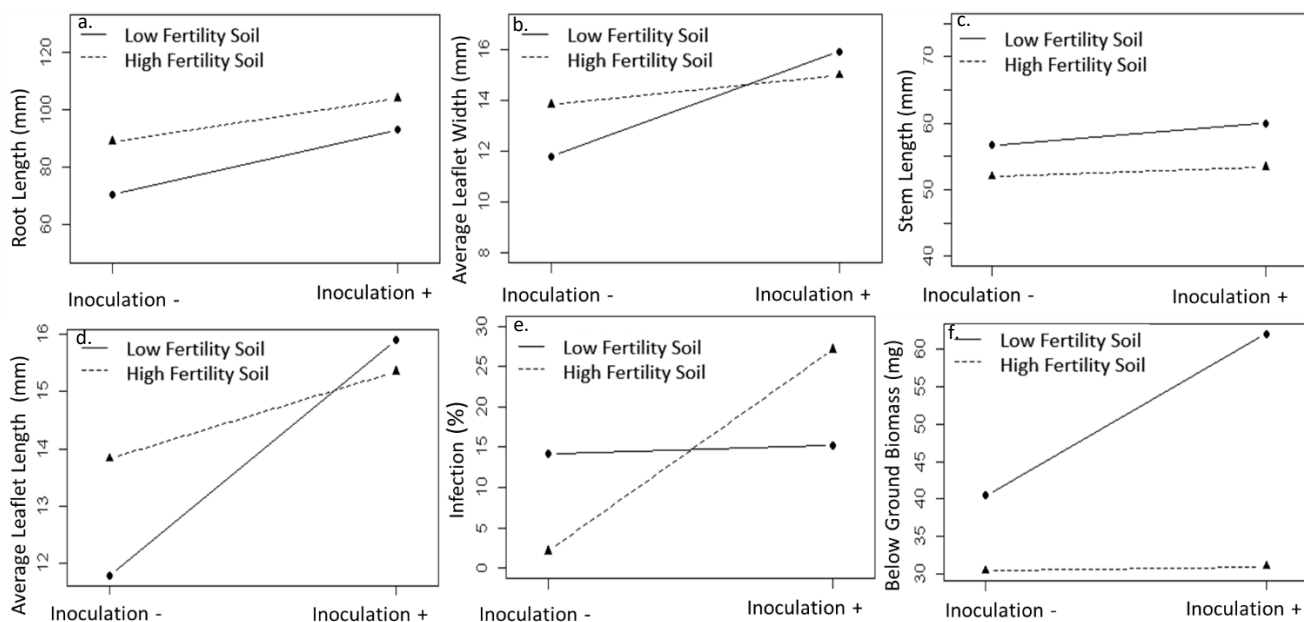 a.
Low Fertility Soil
High Fertility Soil
Root Length (mm)
120
100
80
60
Inoculation -
Inoculation +
b.
Low Fertility Soil
High Fertility Soil
Average Leaflet Width (mm)
16
14
12
10
8
Inoculation -
Inoculation +
c.
Low Fertility Soil
High Fertility Soil
Stem Length (mm)
70
60
50
40
Inoculation -
Inoculation +
d.
Low Fertility Soil
High Fertility Soil
Average Leaflet Length (mm)
16
15
14
13
12
Inoculation -
Inoculation +
e.
Low Fertility Soil
High Fertility Soil
Infection (%)
30
25
20
15
10
5
0
Inoculation -
Inoculation +
f.
Low Fertility Soil
High Fertility Soil
Below Ground Biomass (mg)
60
55
50
45
40
35
30
Inoculation -
Inoculation +